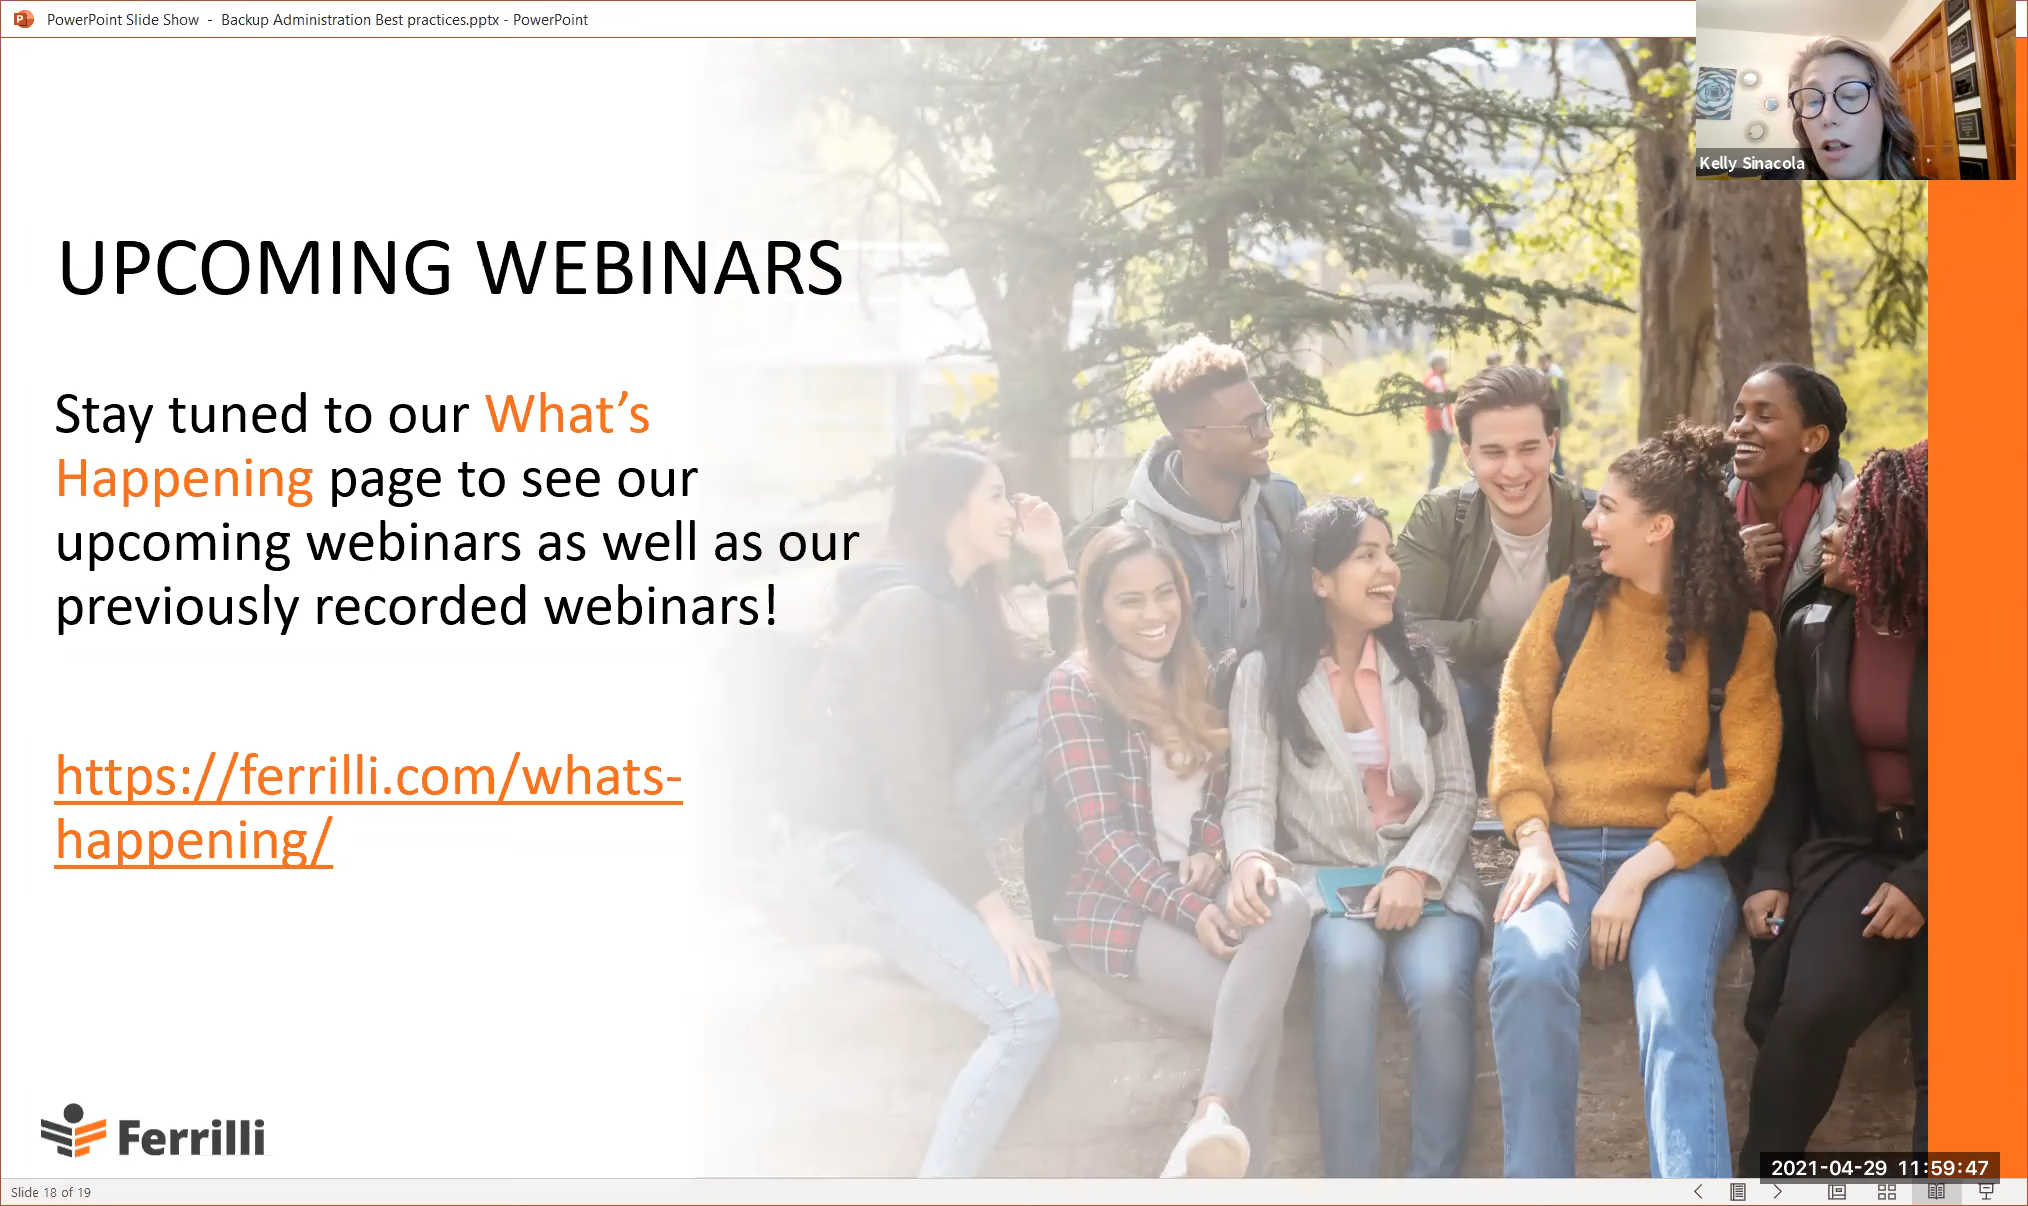 PowerPoint Slide Show - Backup Administration Best practices.pptx - PowerPoint
Kelly Sinacola
UPCOMING WEBINARS
Stay tuned to our What's
Happening page to see our
upcoming webinars as well as our
previously recorded webinars!
https://ferrilli.com/whats-
happening/
Ferrilli
2021-04-29 11:59:47
Slide 18 of 19